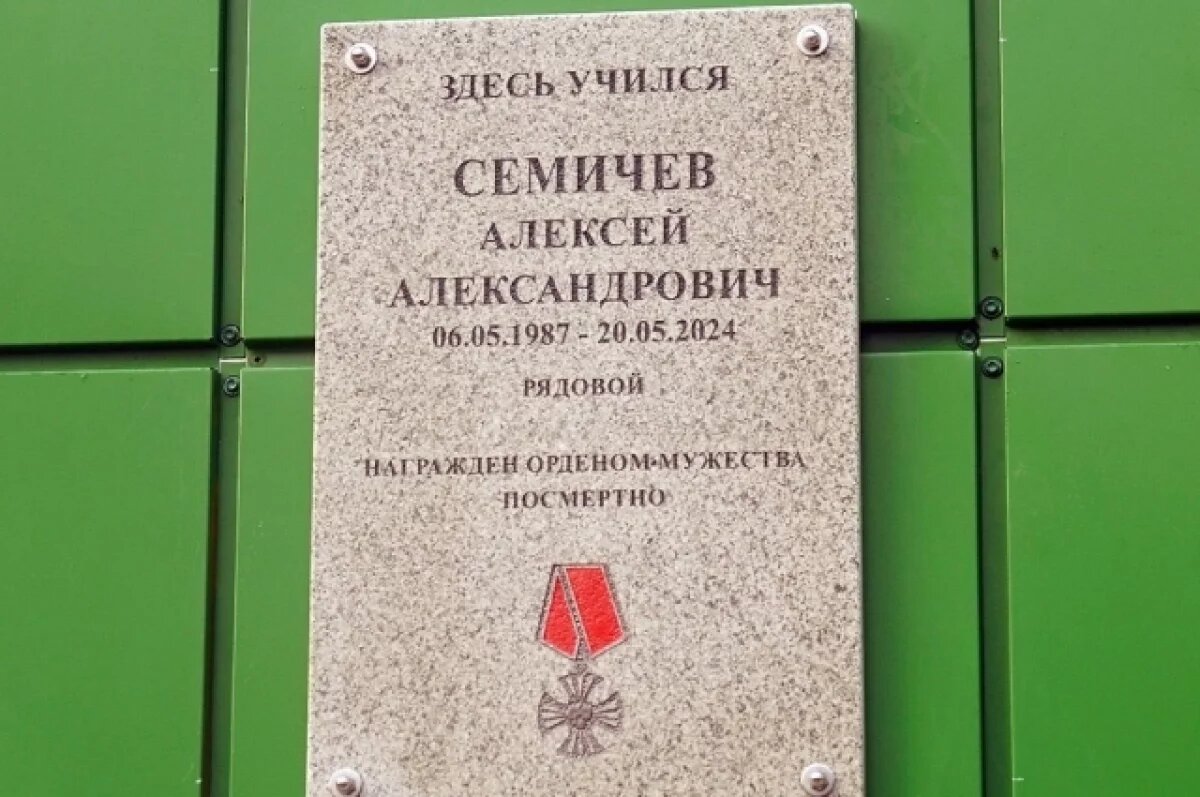 ЗДЕСЬ УЧИЛСЯ
СЕМИЧЕВ
АЛЕКСЕЙ
АЛЕКСАНДРОВИЧ
06.05.1987 - 20.05.2024
РЯДОВОЙ
НАГРАЖДЕН ОРДЕНОМ МУЖЕСТВА
ПОСМЕРТНО